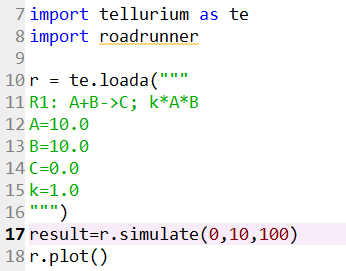 7 import tellurium as te
8 import roadrunner
9
10 r = te.loada("""
11 R1: A+B->C; k*A*B
12 A=10.0
13 B=10.0
14 C=0.0
15 k=1.0
16 """)
17 result=r.simulate(0,10,100)
18 r.plot()